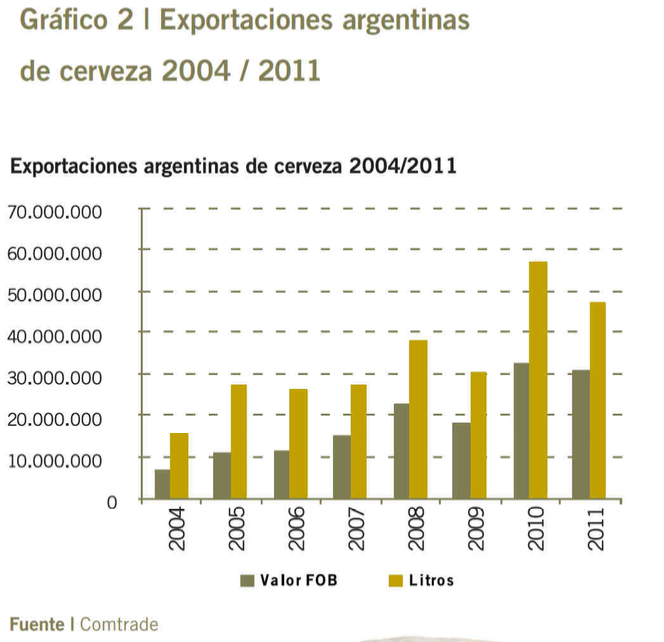 Gráfico 2 | Exportaciones argentinas
de cerveza 2004 / 2011
Exportaciones argentinas de cerveza 2004/2011
70.000.000
60.000.000
50.000.000
40.000.000
30.000.000
20.000.000
10.000.000
0
2004
2005
2006
2007
2008
2009
2010
2011
Valor FOB
Litros
Fuente | Comtrade